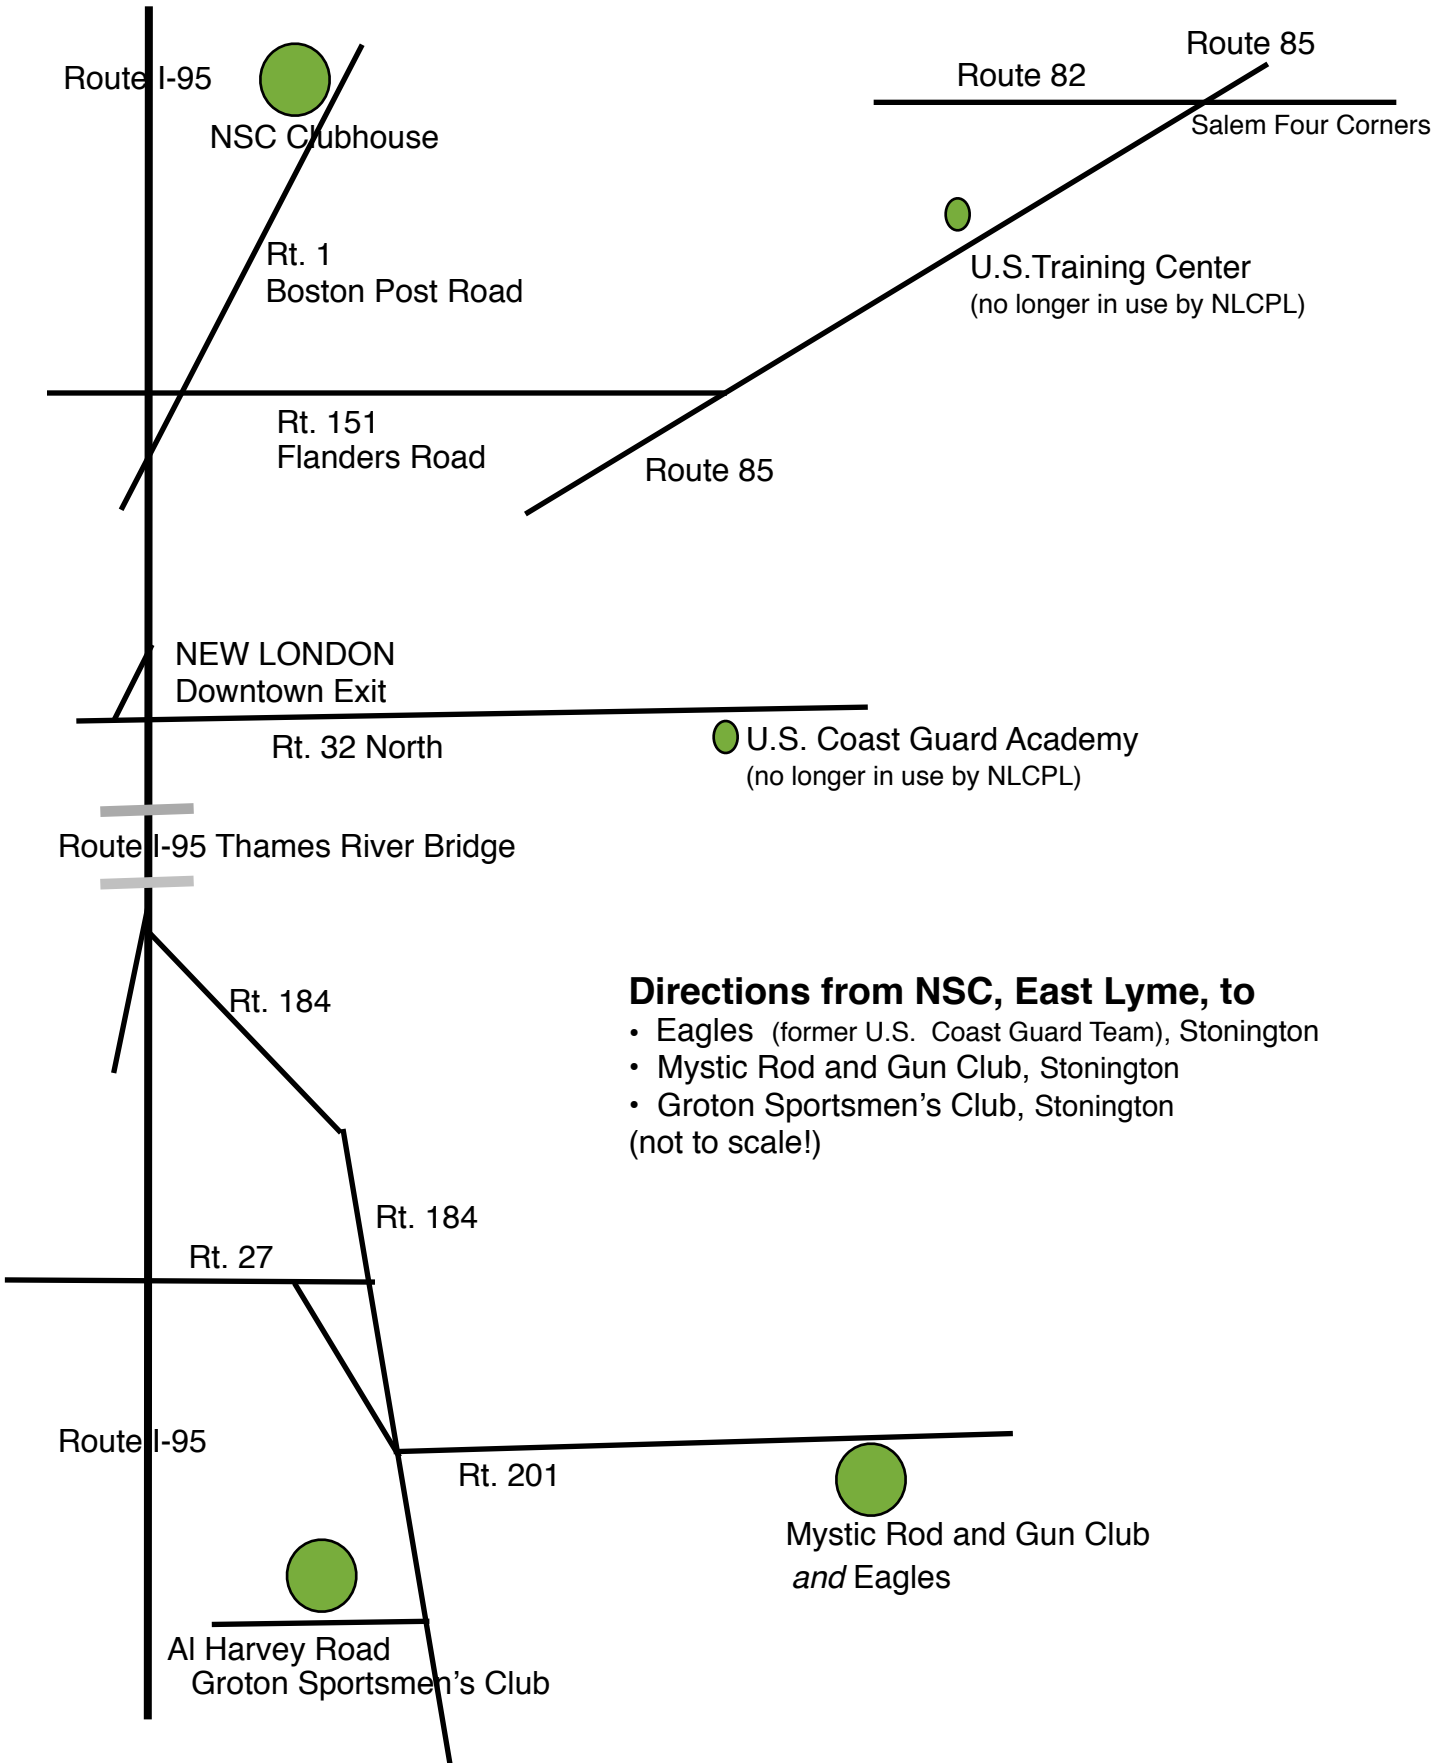 Route 85
Route I-95
Route 82
NSC Clubhouse
Salem Four Corners
Rt. 1
Boston Post Road
U.S.Training Center
(no longer in use by NLCPL)
Rt. 151
Flanders Road
Route 85
NEW LONDON
Downtown Exit
Rt. 32 North
U.S. Coast Guard Academy
(no longer in use by NLCPL)
Route I-95 Thames River Bridge
Rt. 184
Directions from NSC, East Lyme, to
• Eagles (former U.S. Coast Guard Team), Stonington
• Mystic Rod and Gun Club, Stonington
• Groton Sportsmen’s Club, Stonington
(not to scale!)
Rt. 184
Rt. 27
Route I-95
Rt. 201
Mystic Rod and Gun Club
and Eagles
Al Harvey Road
Groton Sportsmen’s Club